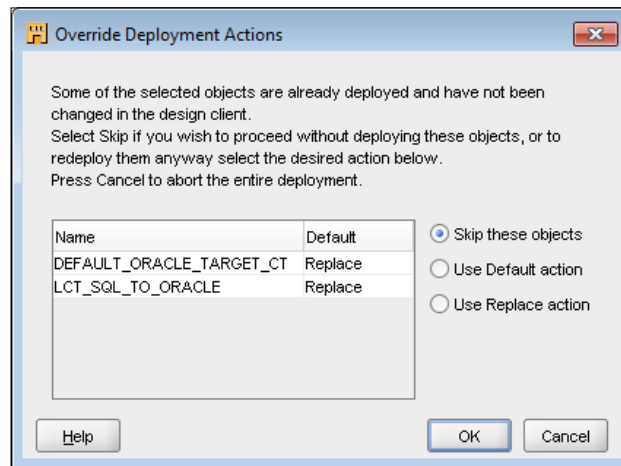 Override Deployment Actions
Some of the selected objects are already deployed and have not been
changed in the design client.
Select Skip if you wish to proceed without deploying these objects, or to
redeploy them anyway select the desired action below.
Press Cancel to abort the entire deployment.
Name Default
DEFAULT_ORACLE_TARGET_CT Replace
LCT_SQL_TO_ORACLE Replace
Skip these objects
Use Default action
Use Replace action
Help OK Cancel